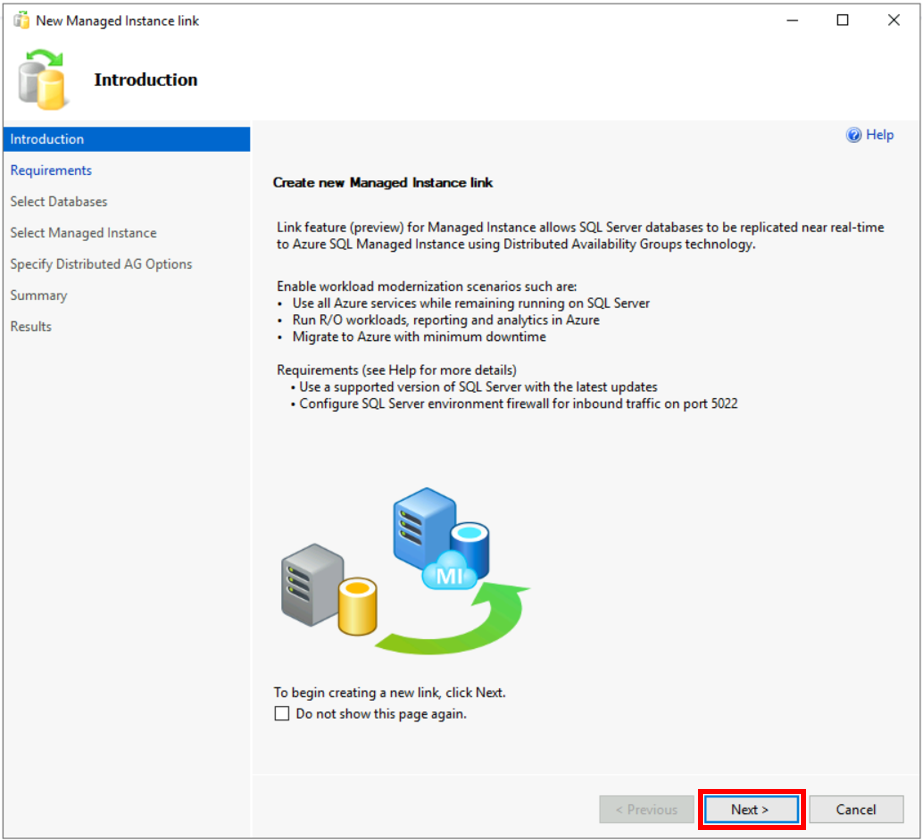 New Managed Instance link
Introduction
Introduction
Requirements
Select Databases
Select Managed Instance
Specify Distributed AG Options
Summary
Results
Help
Create new Managed Instance link
Link feature (preview) for Managed Instance allows SQL Server databases to be replicated near real-time
to Azure SQL Managed Instance using Distributed Availability Groups technology.
Enable workload modernization scenarios such are:
• Use all Azure services while remaining running on SQL Server
• Run R/O workloads, reporting and analytics in Azure
• Migrate to Azure with minimum downtime
Requirements (see Help for more details)
• Use a supported version of SQL Server with the latest updates
• Configure SQL Server environment firewall for inbound traffic on port 5022
MI
To begin creating a new link, click Next.
Do not show this page again.
< Previous
Next >
Cancel